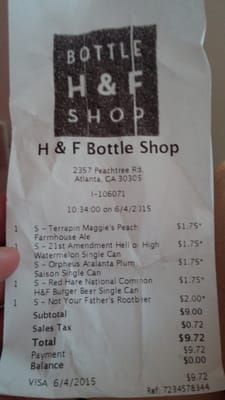 BOTTLE
H & F
SHOP
H & F Bottle Shop
2357 Peachtree Rd.
Atlanta, GA 30305
I-106071
10:34:00 on 6/4/2015
1 S - Terrapin Maggie's Peach $1.75*
Farmhouse Ale
1 S - 21st Amendment Hell or High $1.75*
Watermelon Single Can
1 S - Orpheus Atalanta Plum $1.75*
Saison Single Can
1 S - Red Hare National Common $1.75*
H&F Burger Beer Single Can
1 S - Not Your Father's Rootbier $2.00*
Subtotal $9.00
Sales Tax $0.72
Total $9.72
Payment $9.72
Balance $0.00
VISA 6/4/2015 $9.72
Ref: 7234578344